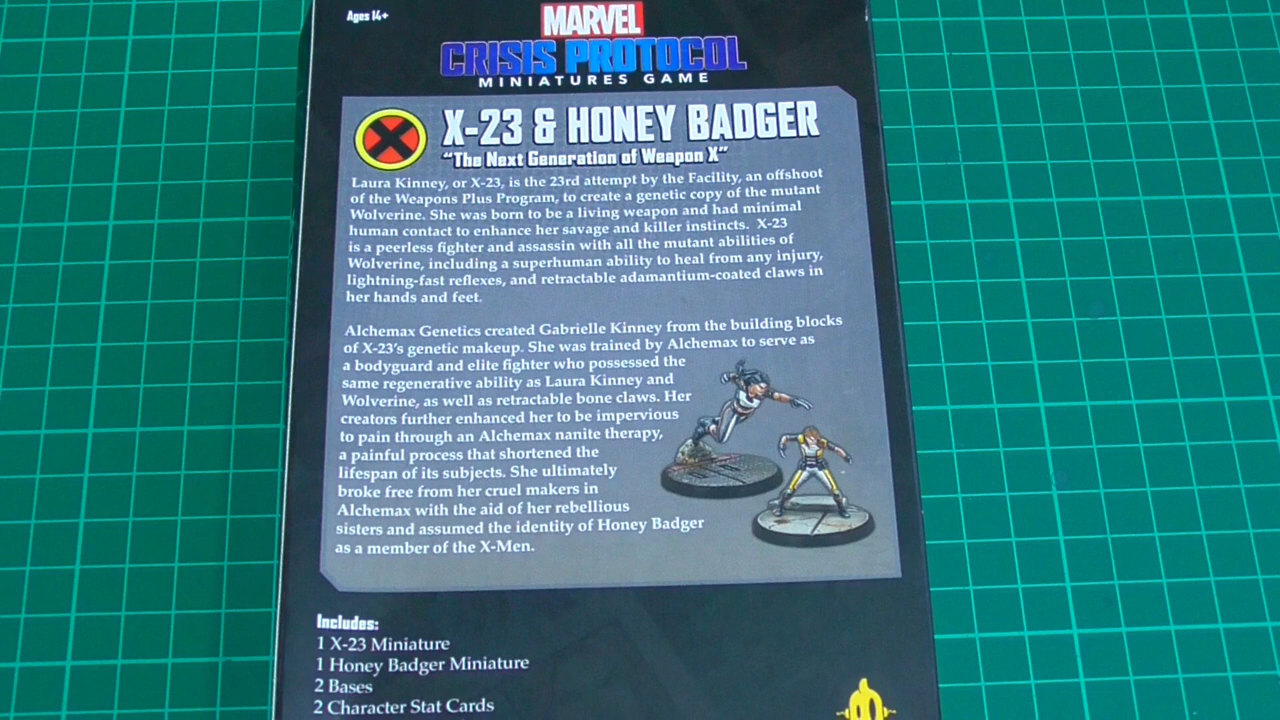 Ages 14+
MARVEL
CRISIS PROTOCOL
MINIATURES GAME
X-23 & HONEY BADGER
"The Next Generation of Weapon X"
Laura Kinney, or X-23, is the 23rd attempt by the Facility, an offshoot
of the Weapons Plus Program, to create a genetic copy of the mutant
Wolverine. She was born to be a living weapon and had minimal
human contact to enhance her savage and killer instincts. X-23
is a peerless fighter and assassin with all the mutant abilities of
Wolverine, including a superhuman ability to heal from any injury,
lightning-fast reflexes, and retractable adamantium-coated claws in
her hands and feet.
Alchemax Genetics created Gabrielle Kinney from the building blocks
of X-23's genetic makeup. She was trained by Alchemax to serve as
a bodyguard and elite fighter who possessed the
same regenerative ability as Laura Kinney and
Wolverine, as well as retractable bone claws. Her
creators further enhanced her to be impervious
to pain through an Alchemax nanite therapy,
a painful process that shortened the
lifespan of its subjects. She ultimately
broke free from her cruel makers in
Alchemax with the aid of her rebellious
sisters and assumed the identity of Honey Badger
as a member of the X-Men.
Includes:
1 X-23 Miniature
1 Honey Badger Miniature
2 Bases
2 Character Stat Cards